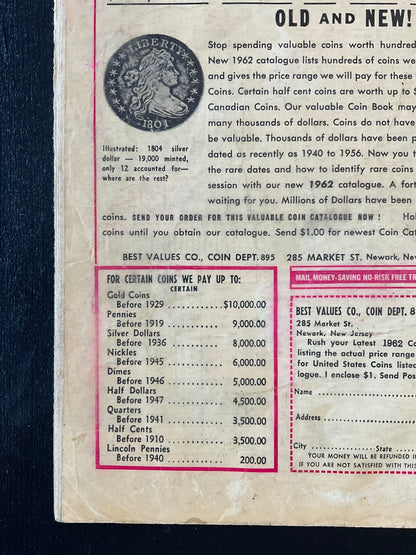 OLD AND NEW!
LIBERTY
1804
Illustrated: 1804 silver
dollar — 19,000 minted,
only 12 accounted for—
where are the rest?
Stop spending valuable coins worth hundred
New 1962 catalogue lists hundreds of coins we
and gives the price range we will pay for these
Coins. Certain half cent coins are worth up to $
Canadian Coins. Our valuable Coin Book may
many thousands of dollars. Coins do not have
be valuable. Thousands of dollars have been p
dated as recently as 1940 to 1956. Now you t
the rare dates and how to identify rare coins
session with our new 1962 catalogue. A for
waiting for you. Millions of Dollars have been
coins. SEND YOUR ORDER FOR THIS VALUABLE COIN CATALOGUE NOW ! Hol
coins until you obtain our catalogue. Send $1.00 for newest Coin Cat
BEST VALUES CO., COIN DEPT. 895 285 MARKET ST. Newark, Ne
FOR CERTAIN COINS WE PAY UP TO:
CERTAIN
Gold Coins
Before 1929 ....$10,000.00
Pennies
Before 1919 ........ 9,000.00
Silver Dollars
Before 1936 ........ 8,000.00
Nickles
Before 1945 ........ 6,000.00
Dimes
Before 1946 ........ 5,000.00
Half Dollars
Before 1947 ........ 4,500.00
Quarters
Before 1941 ........ 3,500.00
Half Cents
Before 1910 ........ 3,500.00
Lincoln Pennies
Before 1940 ........ 200.00
MAIL MONEY-SAVING NO-RISK FREE TR
BEST VALUES CO., COIN DEPT. 8
285 Market St.
Newark, New Jersey
Rush your Latest 1962 Co
listing the actual price range
for United States Coins listed
logue. I enclose $1. Send Post
Name
Address
City State
YOUR MONEY WILL BE REFUNDED I
IF YOU ARE NOT SATISFIED WITH THIS